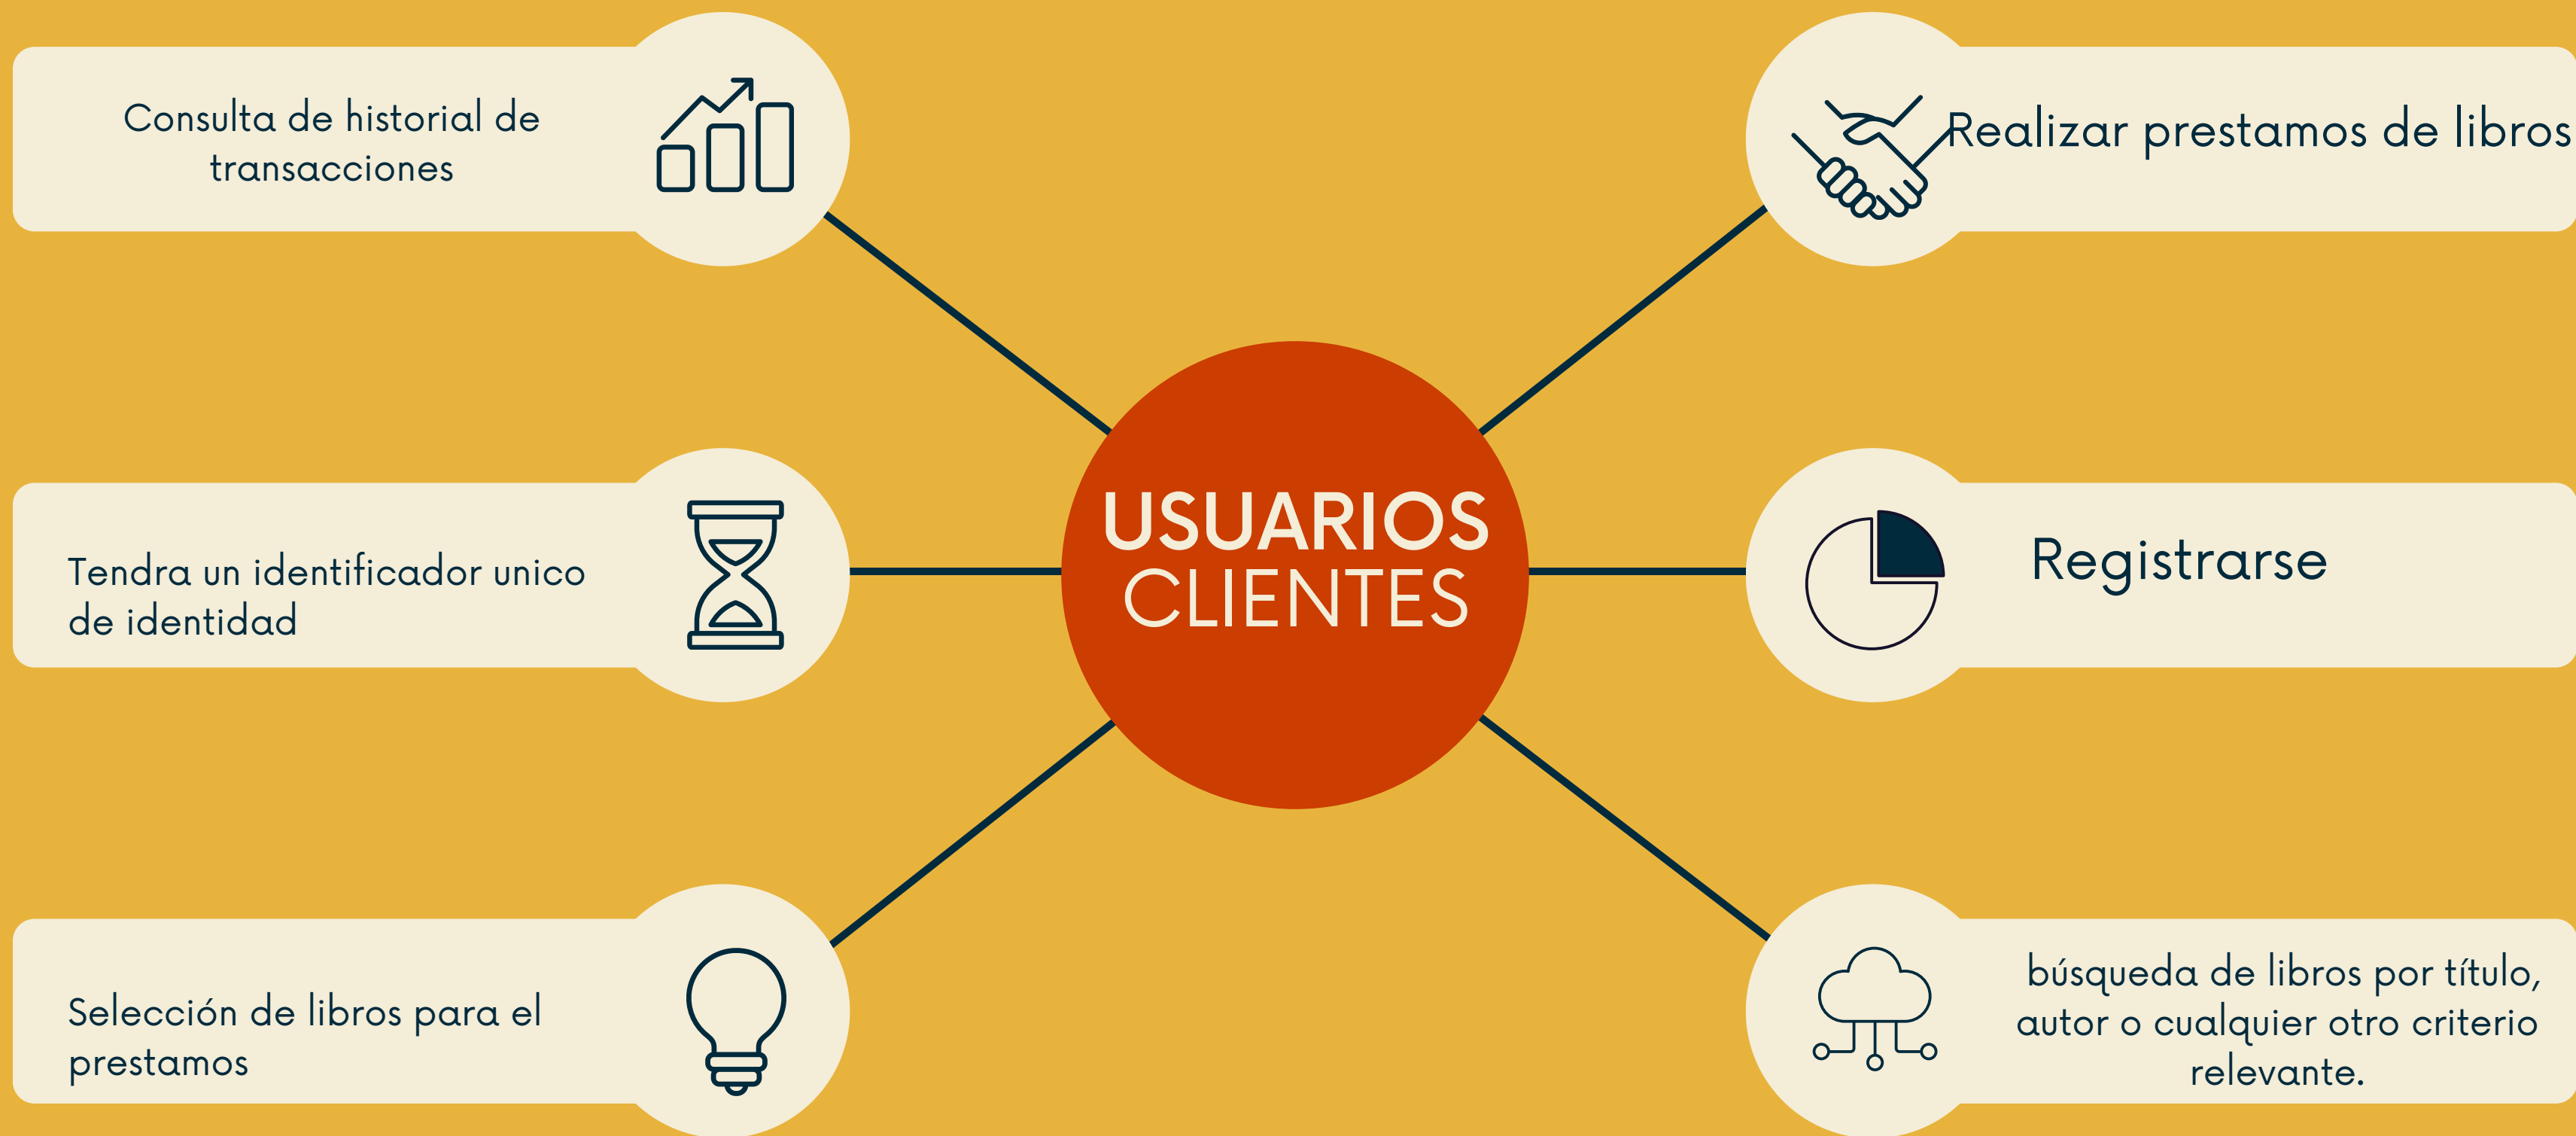 Consulta de historial de
transacciones
Realizar prestamos de libros
USUARIOS
CLIENTES
Tendra un identificador unico
de identidad
Registrarse
Selección de libros para el
prestamos
búsqueda de libros por título,
autor o cualquier otro criterio
relevante.